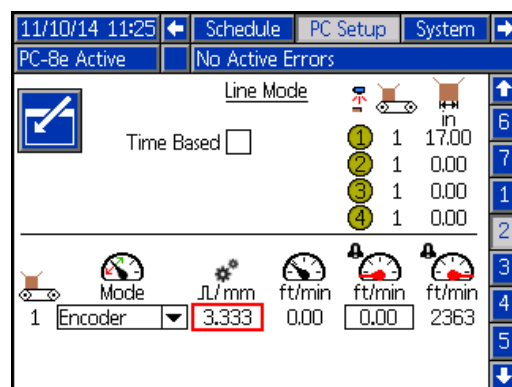 11/10/14 11:25 Schedule PC Setup System
PC-8e Active No Active Errors
Line Mode
in
Time Based 1 1 17.00
2 1 0.00
3 1 0.00
4 1 0.00
6
7
1
2
3
4
5
Mode /mm ft/min ft/min ft/min
1 Encoder 3.333 0.00 0.00 2363